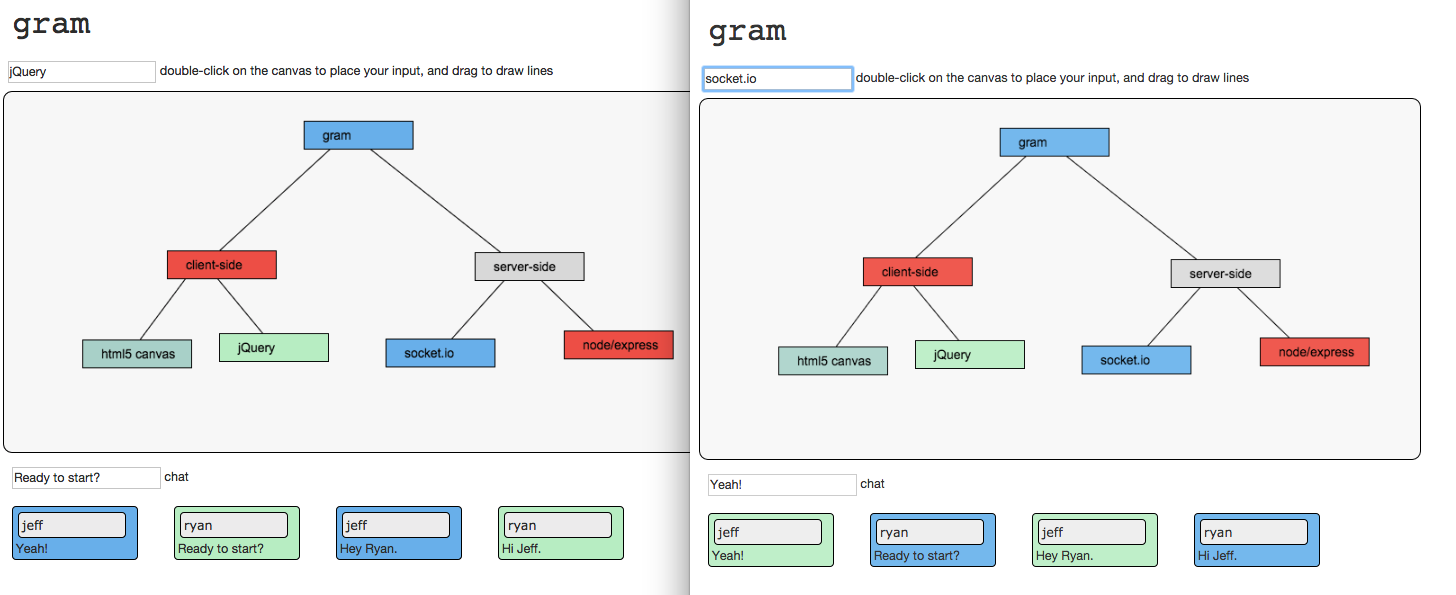 gram
jQuery double-click on the canvas to place your input, and drag to draw lines
gram
client-side
server-side
html5 canvas
jQuery
socket.io
node/express
Ready to start? chat
jeff
Yeah!
ryan
Ready to start?
jeff
Hey Ryan.
ryan
Hi Jeff.
gram
socket.io double-click on the canvas to place your input, and drag to draw lines
gram
client-side
server-side
html5 canvas
jQuery
socket.io
node/express
Yeah! chat
jeff
Yeah!
ryan
Ready to start?
jeff
Hey Ryan.
ryan
Hi Jeff.